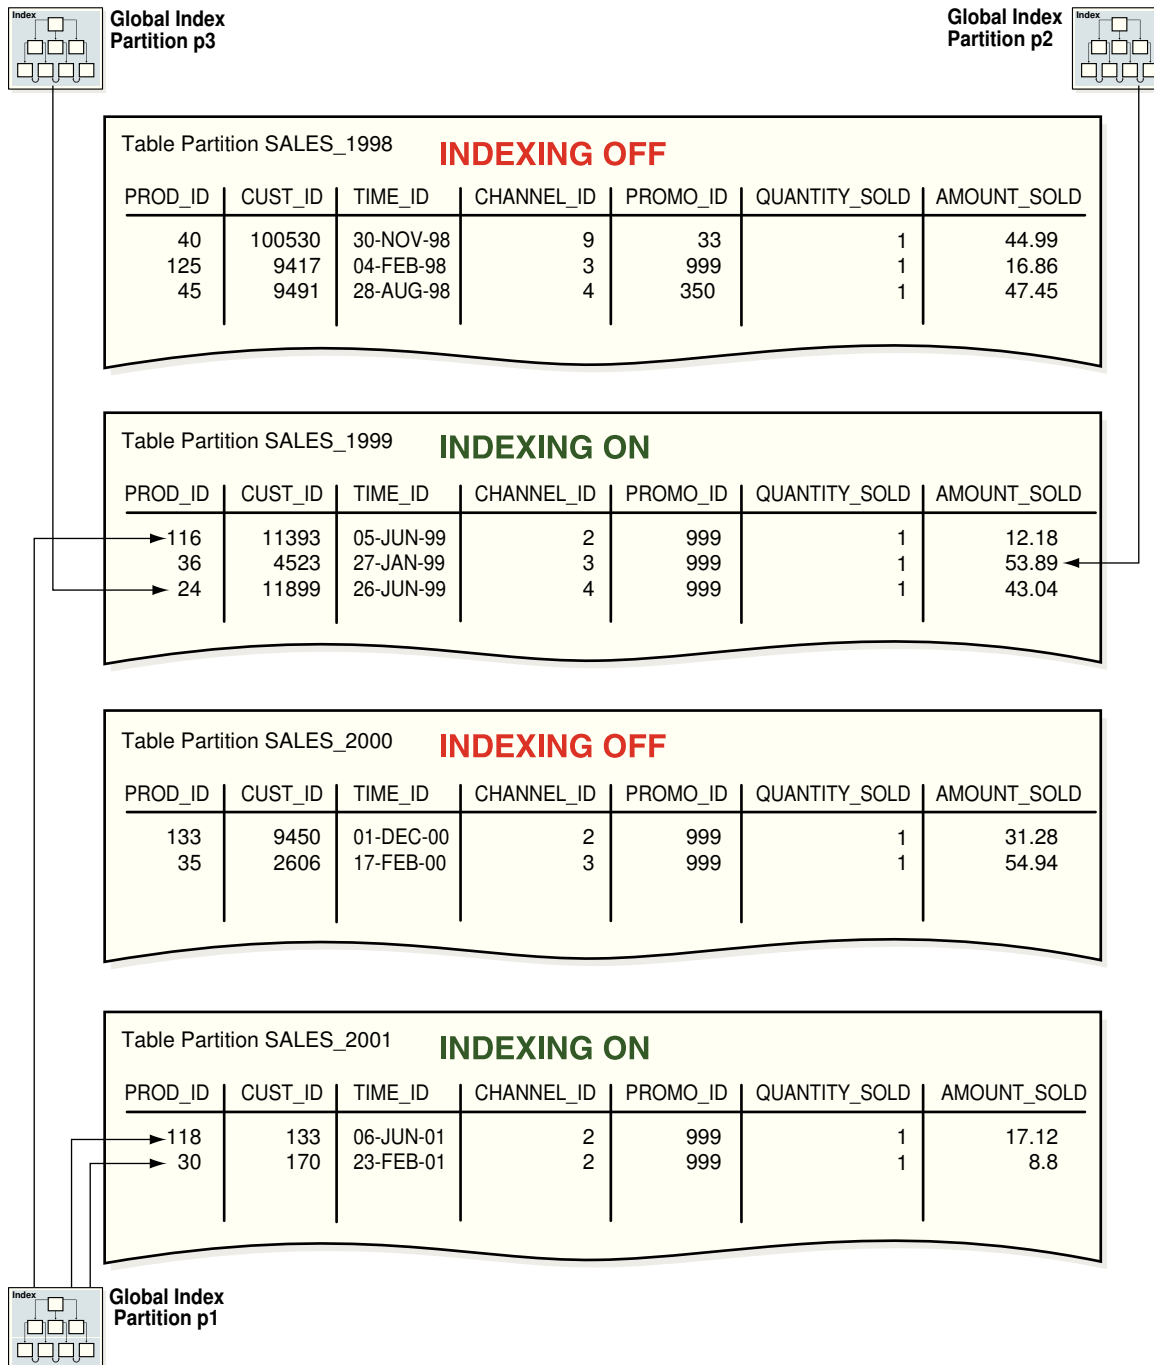 Index
Global Index
Partition p3
Global Index
Partition p2
Index
Table Partition SALES_1998 INDEXING OFF
PROD_ID CUST_ID TIME_ID CHANNEL_ID PROMO_ID QUANTITY_SOLD AMOUNT_SOLD
40 100530 30-NOV-98 9 33 1 44.99
125 9417 04-FEB-98 3 999 1 16.86
45 9491 28-AUG-98 4 350 1 47.45
Table Partition SALES_1999 INDEXING ON
PROD_ID CUST_ID TIME_ID CHANNEL_ID PROMO_ID QUANTITY_SOLD AMOUNT_SOLD
116 11393 05-JUN-99 2 999 1 12.18
36 4523 27-JAN-99 3 999 1 53.89
24 11899 26-JUN-99 4 999 1 43.04
Table Partition SALES_2000 INDEXING OFF
PROD_ID CUST_ID TIME_ID CHANNEL_ID PROMO_ID QUANTITY_SOLD AMOUNT_SOLD
133 9450 01-DEC-00 2 999 1 31.28
35 2606 17-FEB-00 3 999 1 54.94
Table Partition SALES_2001 INDEXING ON
PROD_ID CUST_ID TIME_ID CHANNEL_ID PROMO_ID QUANTITY_SOLD AMOUNT_SOLD
118 133 06-JUN-01 2 999 1 17.12
30 170 23-FEB-01 2 999 1 8.8
Index
Global Index
Partition p1